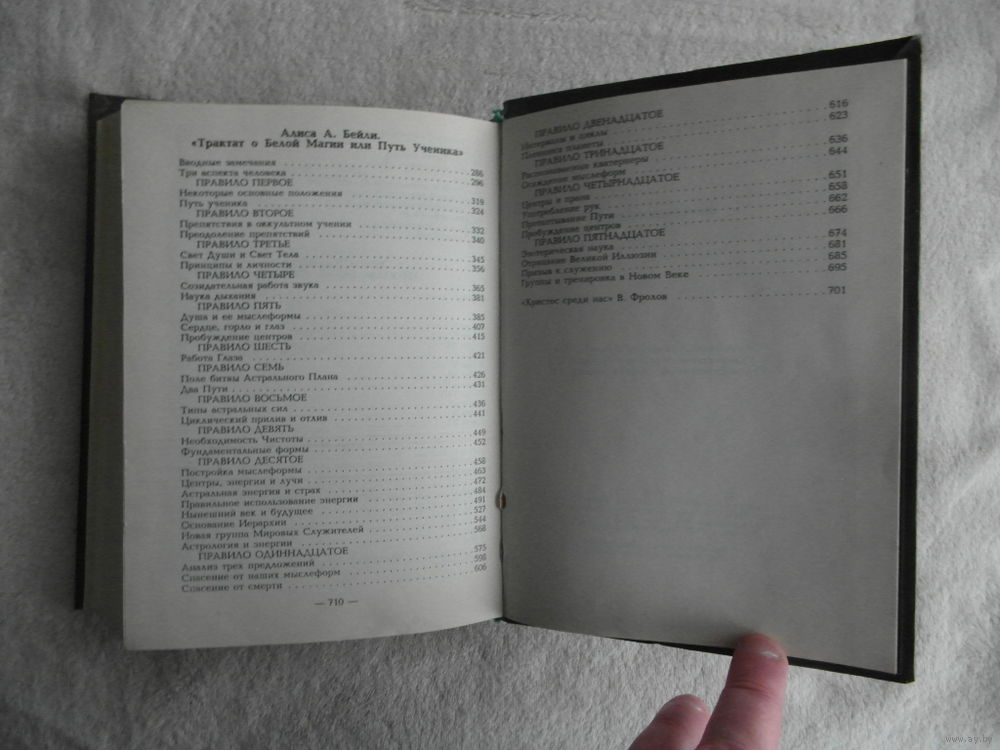 Алиса А. Бейли.
«Трактат о Белой Магии или Путь Ученика»
Вводные замечания 286
Три аспекта человека 296
ПРАВИЛО ПЕРВОЕ
Некоторые основные положения 319
Путь ученика 324
ПРАВИЛО ВТОРОЕ
Препятствия в оккультном учении 332
Преодоление препятствий 340
ПРАВИЛО ТРЕТЬЕ
Свет Души и Свет Тела 345
Принципы и личности 356
ПРАВИЛО ЧЕТЫРЕ
Созидательная работа звука 365
Наука дыхания 381
ПРАВИЛО ПЯТЬ
Душа и ее мыслеформы 385
Сердце, горло и глаз 407
Пробуждение центров 415
ПРАВИЛО ШЕСТЬ
Работа Глаза 421
ПРАВИЛО СЕМЬ
Поле битвы Астрального Плана 426
Два Пути 431
ПРАВИЛО ВОСЬМОЕ
Типы астральных сил 436
Циклический прилив и отлив 441
ПРАВИЛО ДЕВЯТЬ
Необходимость Чистоты 449
Фундаментальные формы 452
ПРАВИЛО ДЕСЯТОЕ
Постройка мыслеформы 458
Центры, энергии и лучи 463
Астральная энергия и страх 472
Правильное использование энергии 484
Нынешний век и будущее 491
Основание Иерархии 527
Новая группа Мировых Служителей 544
Астрология и энергии 568
ПРАВИЛО ОДИННАДЦАТОЕ
Анализ трех предложений 575
Спасение от наших мыслеформ 598
Спасение от смерти 606
— 710 —
ПРАВИЛО ДВЕНАДЦАТОЕ
Интервалы и циклы 616
Пленники планеты 623
ПРАВИЛО ТРИНАДЦАТОЕ
Распознавание кватернеры 636
Осаждение мыслеформ 644
ПРАВИЛО ЧЕТЫРНАДЦАТОЕ
Центры и прана 651
Употребление рук 658
Протаптывание Пути 662
Пробуждение центров 666
ПРАВИЛО ПЯТНАДЦАТОЕ
Эзотерическая наука 674
Отрицание Великой Иллюзии 681
Призыв к служению 685
Группы и тренировка в Новом Веке 695
«Христос среди нас» В. Фролов 701
www.ay.by